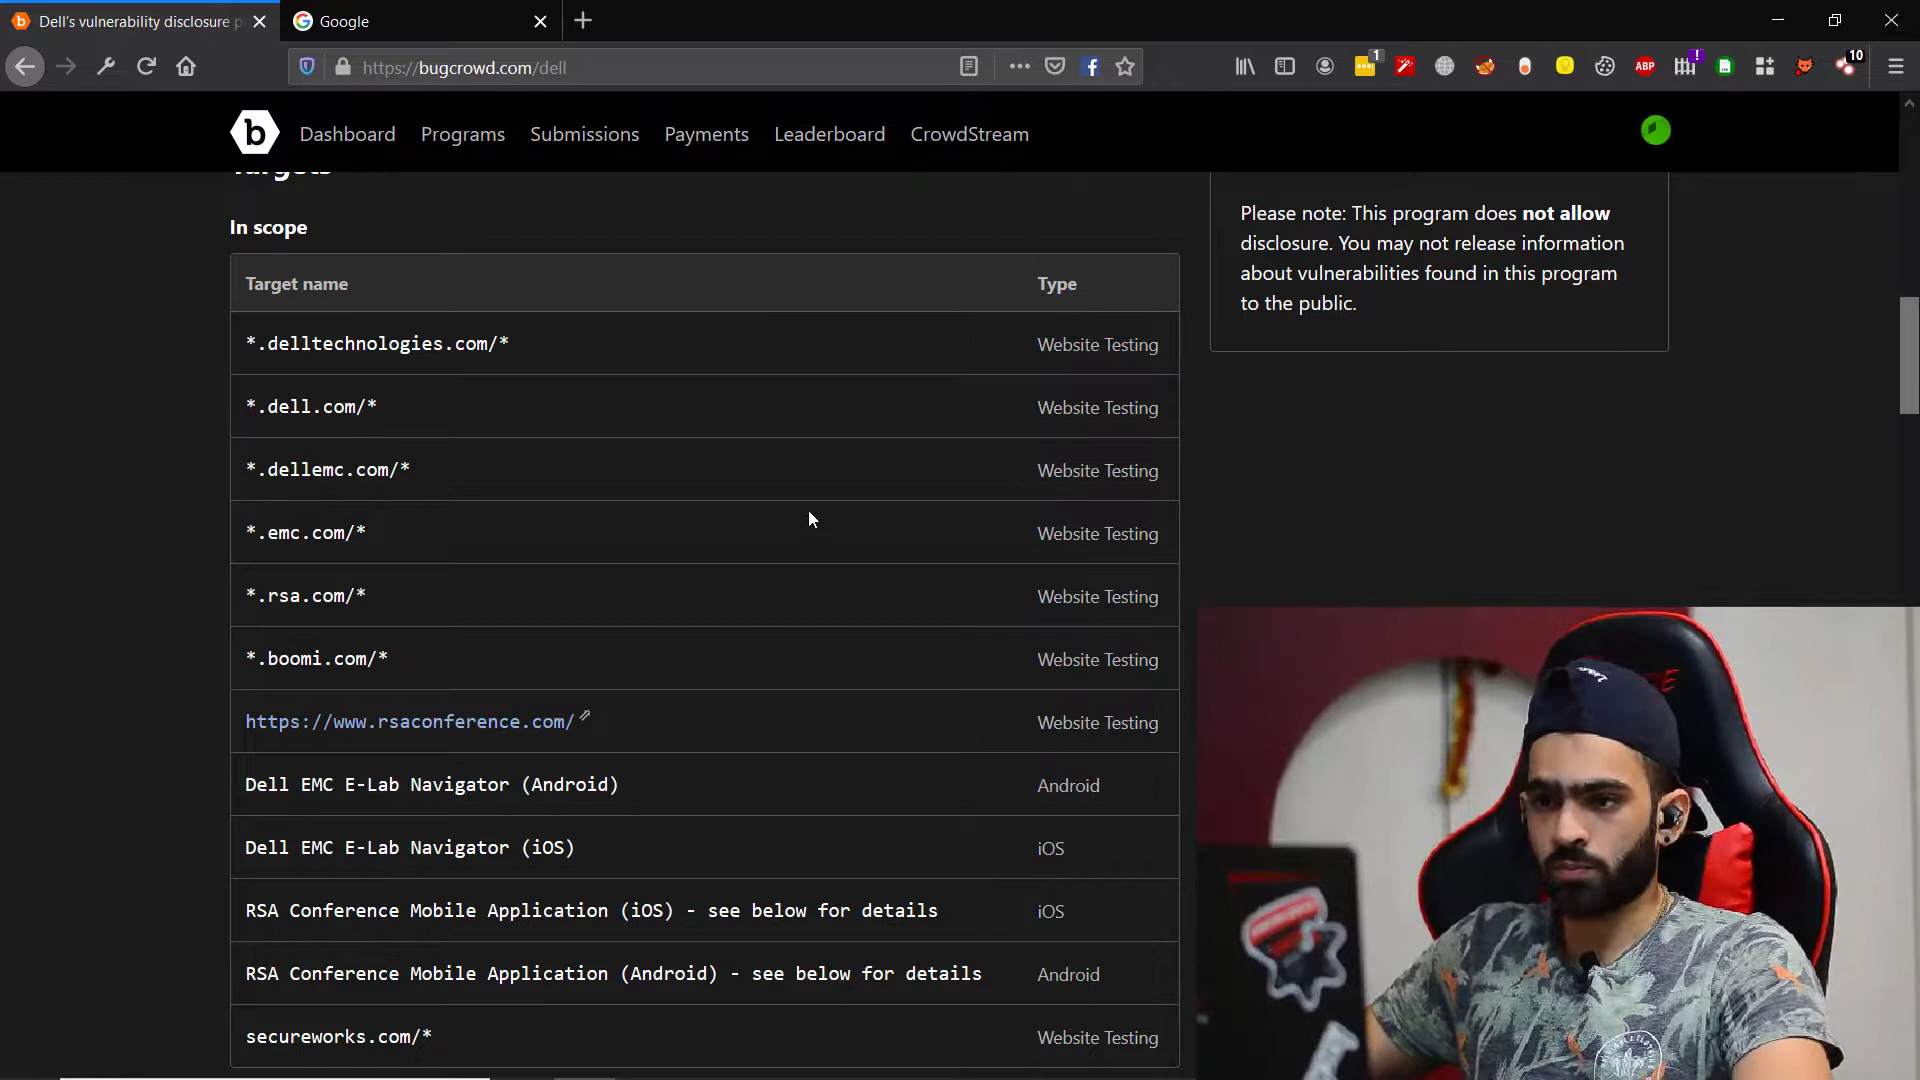 Dell's vulnerability disclosure p
Google
https://bugcrowd.com/dell
1
ABP
!
10
b
Dashboard
Programs
Submissions
Payments
Leaderboard
CrowdStream
Targets
In scope
Target name
Type
*.delltechnologies.com/*
Website Testing
*.dell.com/*
Website Testing
*.dellemc.com/*
Website Testing
*.emc.com/*
Website Testing
*.rsa.com/*
Website Testing
*.boomi.com/*
Website Testing
https://www.rsaconference.com/
Website Testing
Dell EMC E-Lab Navigator (Android)
Android
Dell EMC E-Lab Navigator (iOS)
iOS
RSA Conference Mobile Application (iOS) - see below for details
iOS
RSA Conference Mobile Application (Android) - see below for details
Android
secureworks.com/*
Website Testing
Please note: This program does not allow
disclosure. You may not release information
about vulnerabilities found in this program
to the public.